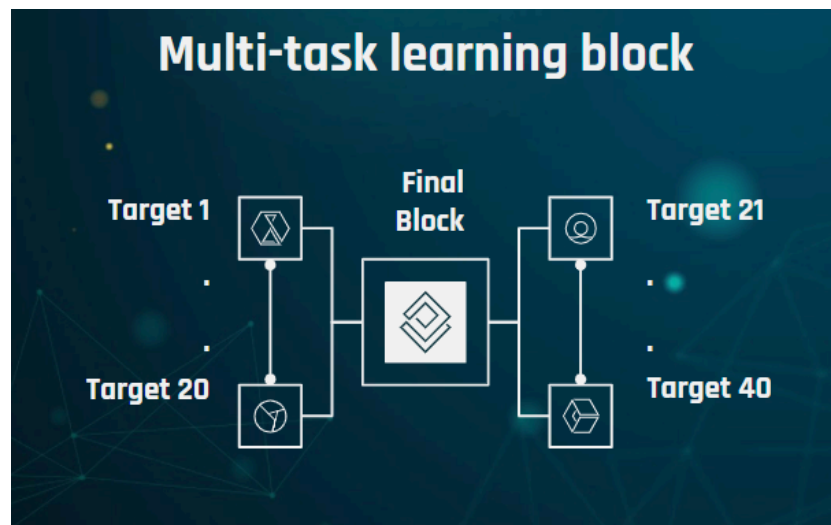 Multi-task learning block
Final
Block
Target 1
.
.
Target 20
Target 21
.
.
Target 40